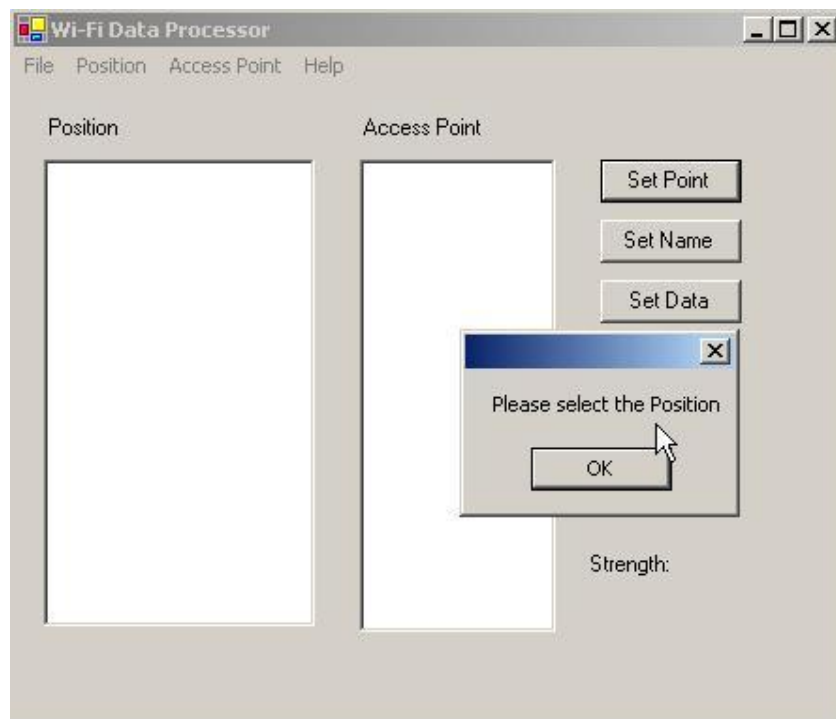 Wi-Fi Data Processor
File Position Access Point Help
Position Access Point
Set Point
Set Name
Set Data
Please select the Position
OK
Strength: